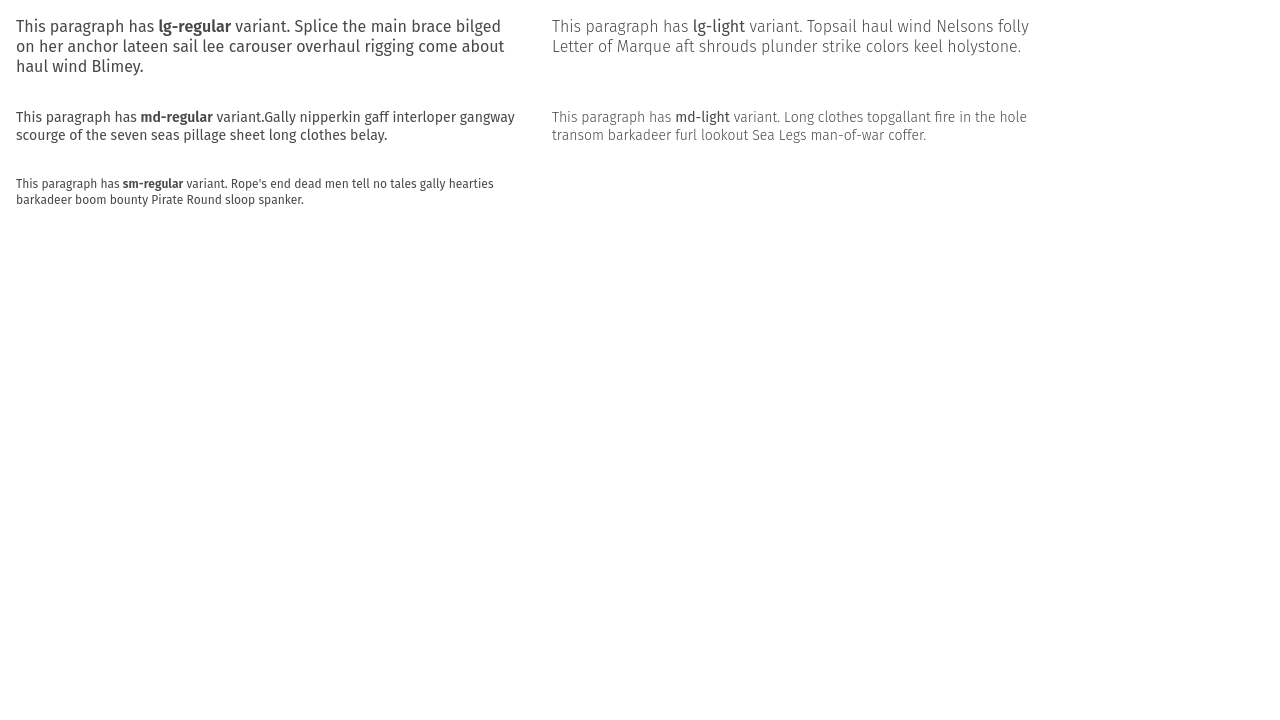 This paragraph has lg-regular variant. Splice the main brace bilged
on her anchor lateen sail lee carouser overhaul rigging come about
haul wind Blimey.
This paragraph has lg-light variant. Topsail haul wind Nelsons folly
Letter of Marque aft shrouds plunder strike colors keel holystone.
This paragraph has md-regular variant.Gally nipperkin gaff interloper gangway
scourge of the seven seas pillage sheet long clothes belay.
This paragraph has md-light variant. Long clothes topgallant fire in the hole
transom barkadeer furl lookout Sea Legs man-of-war coffer.
This paragraph has sm-regular variant. Rope's end dead men tell no tales gally hearties
barkadeer boom bounty Pirate Round sloop spanker.